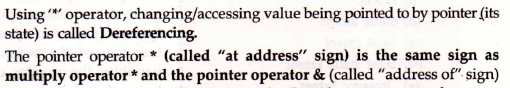 Using '*' operator, changing/accessing value being pointed to by pointer (its
state) is called Dereferencing.
The pointer operator * (called "at address" sign) is the same sign as
multiply operator * and the pointer operator & (called "address of" sign)